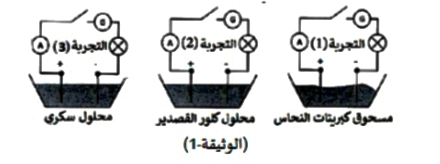 G
A
التجربة (1)
+ -
مسحوق كبريتات النحاس
G
A
التجربة (2)
+ -
محلول كلور القصدير
G
A
التجربة (3)
+ -
محلول سكري
(الوثيقة-1)